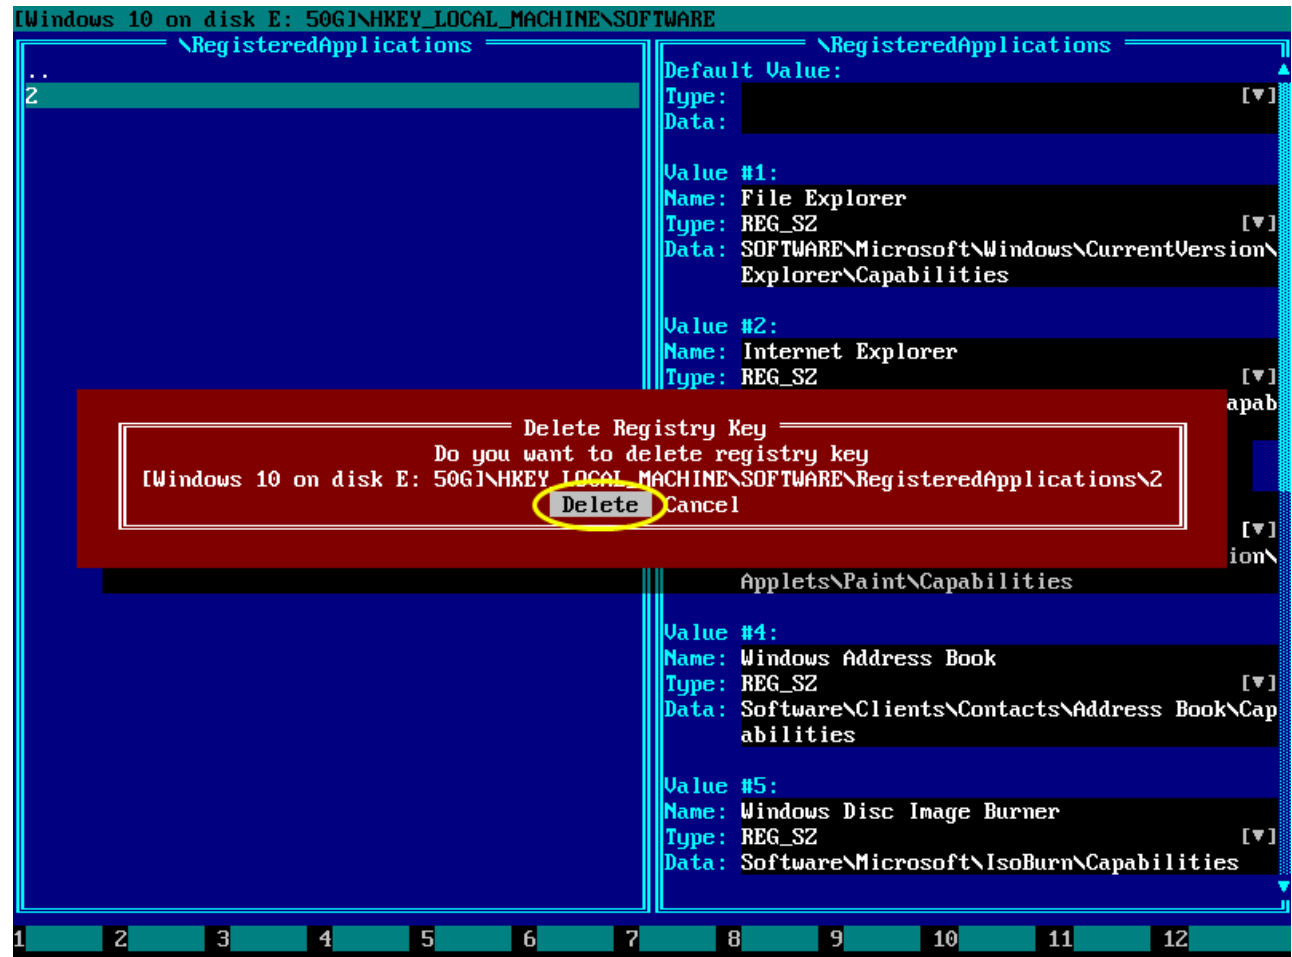 [Windows 10 on disk E: 50G]\HKEY_LOCAL_MACHINE\SOFTWARE
\RegisteredApplications
..
2
\RegisteredApplications
Default Value:
Type: [▼]
Data:
Value #1:
Name: File Explorer
Type: REG_SZ [▼]
Data: SOFTWARE\Microsoft\Windows\CurrentVersion\
Explorer\Capabilities
Value #2:
Name: Internet Explorer
Type: REG_SZ [▼]
apab
Delete Registry Key
Do you want to delete registry key
[Windows 10 on disk E: 50G]\HKEY_LOCAL_MACHINE\SOFTWARE\RegisteredApplications\2
Delete Cancel
[▼]
ion\
Applets\Paint\Capabilities
Value #4:
Name: Windows Address Book
Type: REG_SZ [▼]
Data: Software\Clients\Contacts\Address Book\Cap
abilities
Value #5:
Name: Windows Disc Image Burner
Type: REG_SZ [▼]
Data: Software\Microsoft\IsoBurn\Capabilities
1 2 3 4 5 6 7 8 9 10 11 12